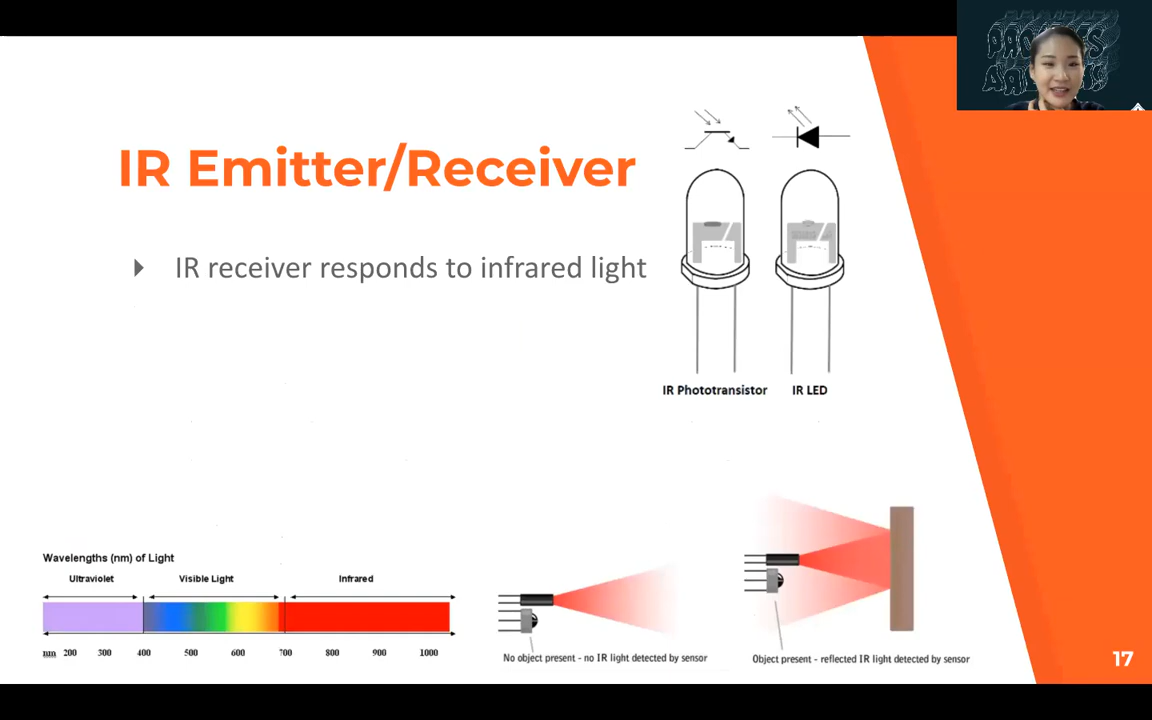 IR Emitter/Receiver
IR receiver responds to infrared light
IR Phototransistor
IR LED
Wavelengths (nm) of Light
Ultraviolet
Visible Light
Infrared
nm 200 300 400 500 600 700 800 900 1000
No object present - no IR light detected by sensor
Object present - reflected IR light detected by sensor
17